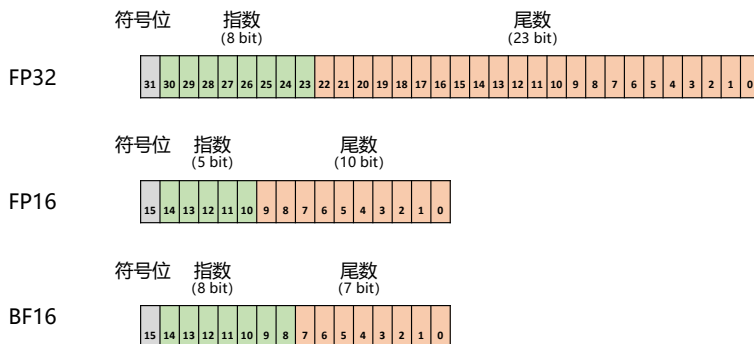 符号位 指数 尾数
(8 bit) (23 bit)
FP32
31 30 29 28 27 26 25 24 23 22 21 20 19 18 17 16 15 14 13 12 11 10 9 8 7 6 5 4 3 2 1 0
符号位 指数 尾数
(5 bit) (10 bit)
FP16
15 14 13 12 11 10 9 8 7 6 5 4 3 2 1 0
符号位 指数 尾数
(8 bit) (7 bit)
BF16
15 14 13 12 11 10 9 8 7 6 5 4 3 2 1 0